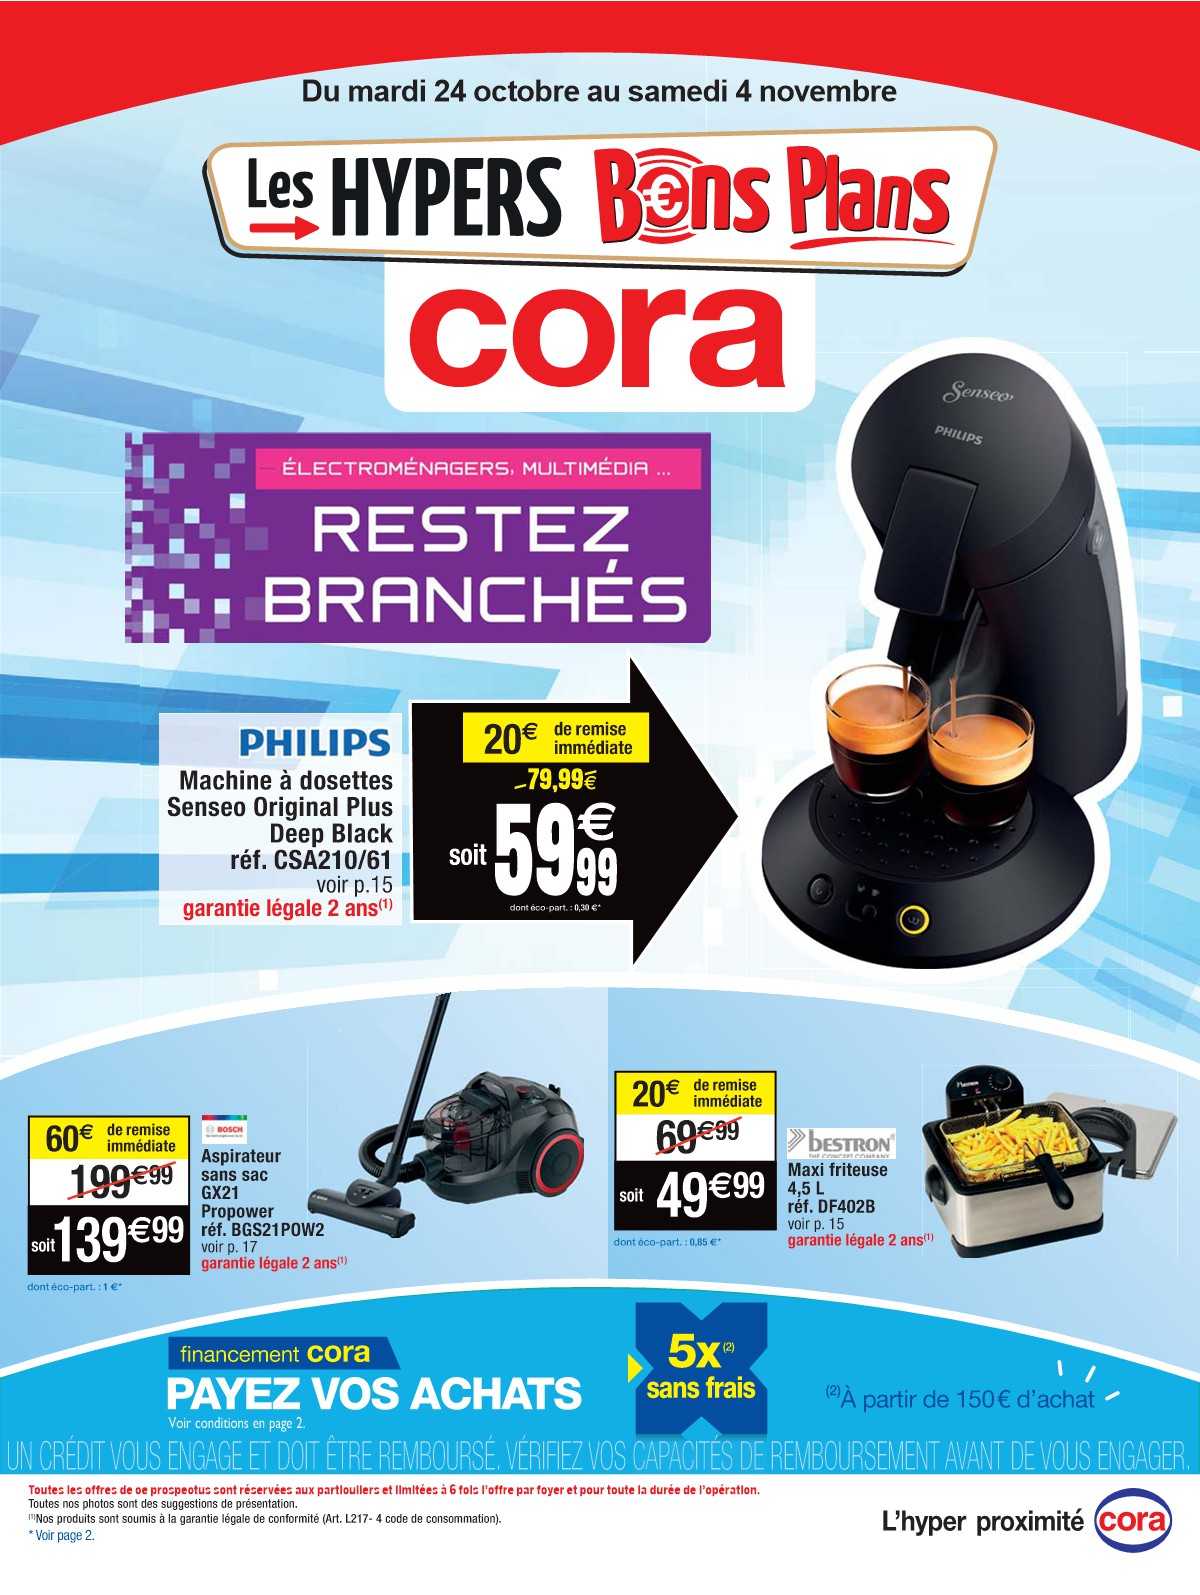 Du mardi 24 octobre au samedi 4 novembre
Les HYPERS Bons Plans
cora
ÉLECTROMÉNAGERS, MULTIMÉDIA ...
RESTEZ
BRANCHÉS
Senseo
PHILIPS
PHILIPS
Machine à dosettes
Senseo Original Plus
Deep Black
réf. CSA210/61
voir p.15
garantie légale 2 ans(1)
20€ de remise immédiate
79,99€
soit 59€99
dont éco-part. : 0,30 €*
60€ de remise immédiate
199€99
soit 139€99
dont éco-part. : 1 €*
BOSCH
Aspirateur
sans sac
GX21
Propower
réf. BGS21POW2
voir p. 17
garantie légale 2 ans(1)
20€ de remise immédiate
69€99
soit 49€99
dont éco-part. : 0,85 €*
BESTRON
THE CONCEPT COMPANY
Maxi friteuse
4,5 L
réf. DF402B
voir p. 15
garantie légale 2 ans(1)
financement cora
PAYEZ VOS ACHATS
Voir conditions en page 2.
5x(2)
sans frais
(2)À partir de 150€ d'achat
UN CRÉDIT VOUS ENGAGE ET DOIT ÊTRE REMBOURSÉ. VÉRIFIEZ VOS CAPACITÉS DE REMBOURSEMENT AVANT DE VOUS ENGAGER.
Toutes les offres de ce prospectus sont réservées aux particuliers et limitées à 6 fois l'offre par foyer et pour toute la durée de l'opération.
Toutes nos photos sont des suggestions de présentation.
(1)Nos produits sont soumis à la garantie légale de conformité (Art. L217- 4 code de consommation).
* Voir page 2.
L'hyper proximité cora